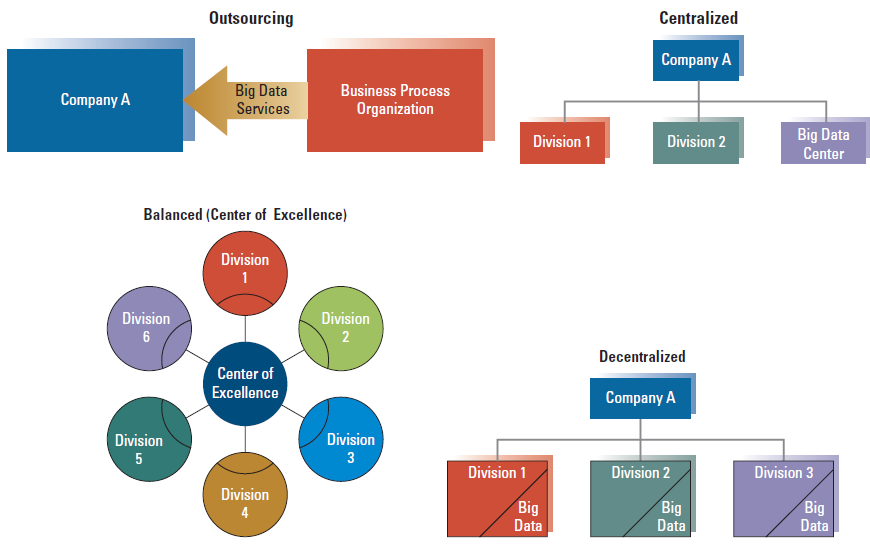 Outsourcing
Company A
Big Data
Services
Business Process
Organization
Centralized
Company A
Division 1
Division 2
Big Data
Center
Balanced (Center of Excellence)
Division
1
Division
2
Division
3
Division
4
Division
5
Division
6
Center of
Excellence
Decentralized
Company A
Division 1
Big
Data
Division 2
Big
Data
Division 3
Big
Data